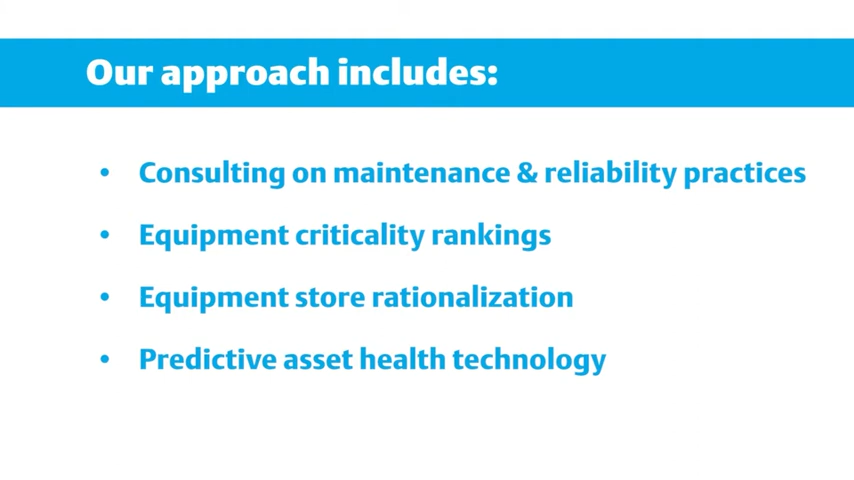 Our approach includes:
• Consulting on maintenance & reliability practices
• Equipment criticality rankings
• Equipment store rationalization
• Predictive asset health technology